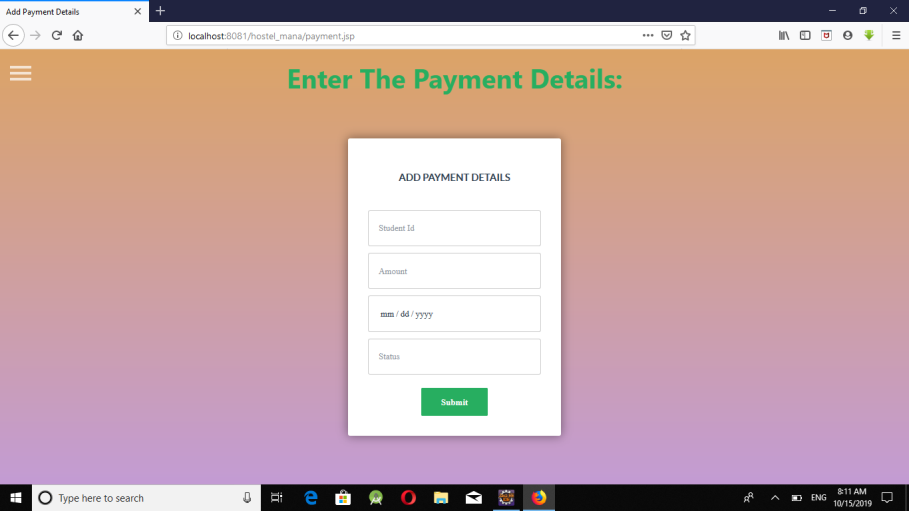 Add Payment Details
localhost:8081/hostel_mana/payment.jsp
Enter The Payment Details:
ADD PAYMENT DETAILS
Student Id
Amount
mm / dd / yyyy
Status
Submit
Type here to search
ENG
8:11 AM
10/15/2019